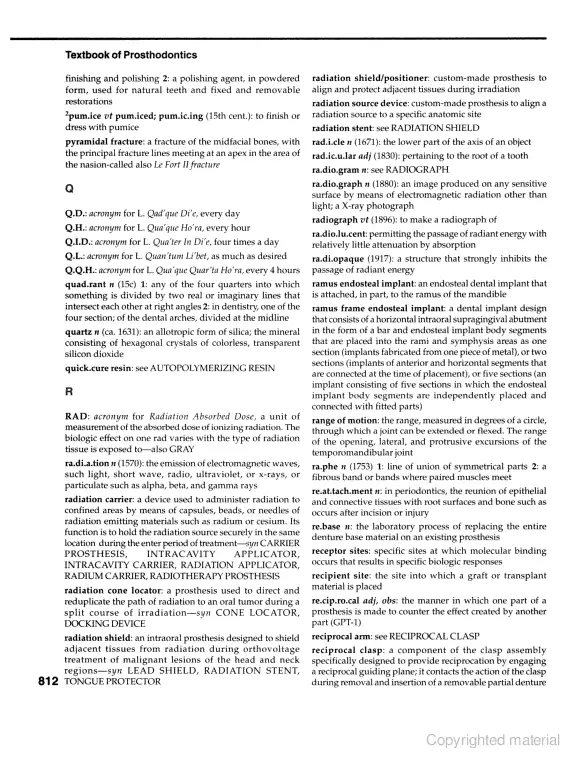 Textbook of Prosthodontics
finishing and polishing 2: a polishing agent, in powdered
form, used for natural teeth and fixed and removable
restorations
²pum.ice vt pum.iced; pum.ic.ing (15th cent.): to finish or
dress with pumice
pyramidal fracture: a fracture of the midfacial bones, with
the principal fracture lines meeting at an apex in the area of
the nasion-called also Le Fort II fracture
Q
Q.D.: acronym for L. Qad'que Di'e, every day
Q.H.: acronym for L. Qua'que Ho'ra, every hour
Q.I.D.: acronym for L. Qua'ter In Di'e, four times a day
Q.L.: acronym for L. Quan'tum Li'bet, as much as desired
Q.Q.H.: acronym for L. Qua'que Quar'ta Ho'ra, every 4 hours
quad.rant n (15c) 1: any of the four quarters into which
something is divided by two real or imaginary lines that
intersect each other at right angles 2: in dentistry, one of the
four section; of the dental arches, divided at the midline
quartz n (ca. 1631): an allotropic form of silica; the mineral
consisting of hexagonal crystals of colorless, transparent
silicon dioxide
quick.cure resin: see AUTOPOLYMERIZING RESIN
R
RAD: acronym for Radiation Absorbed Dose, a unit of
measurement of the absorbed dose of ionizing radiation. The
biologic effect on one rad varies with the type of radiation
tissue is exposed to—also GRAY
ra.di.a.tion n (1570): the emission of electromagnetic waves,
such light, short wave, radio, ultraviolet, or x-rays, or
particulate such as alpha, beta, and gamma rays
radiation carrier: a device used to administer radiation to
confined areas by means of capsules, beads, or needles of
radiation emitting materials such as radium or cesium. Its
function is to hold the radiation source securely in the same
location during the enter period of treatment—syn CARRIER
PROSTHESIS, INTRACAVITY APPLICATOR,
INTRACAVITY CARRIER, RADIATION APPLICATOR,
RADIUM CARRIER, RADIOTHERAPY PROSTHESIS
radiation cone locator: a prosthesis used to direct and
reduplicate the path of radiation to an oral tumor during a
split course of irradiation—syn CONE LOCATOR,
DOCKING DEVICE
radiation shield: an intraoral prosthesis designed to shield
adjacent tissues from radiation during orthovoltage
treatment of malignant lesions of the head and neck
regions—syn LEAD SHIELD, RADIATION STENT,
TONGUE PROTECTOR
812
radiation shield/positioner: custom-made prosthesis to
align and protect adjacent tissues during irradiation
radiation source device: custom-made prosthesis to align a
radiation source to a specific anatomic site
radiation stent: see RADIATION SHIELD
rad.i.cle n (1671): the lower part of the axis of an object
rad.ic.u.lar adj (1830): pertaining to the root of a tooth
ra.dio.gram n: see RADIOGRAPH
ra.dio.graph n (1880): an image produced on any sensitive
surface by means of electromagnetic radiation other than
light; a X-ray photograph
radiograph vt (1896): to make a radiograph of
ra.dio.lu.cent: permitting the passage of radiant energy with
relatively little attenuation by absorption
ra.di.opaque (1917): a structure that strongly inhibits the
passage of radiant energy
ramus endosteal implant: an endosteal dental implant that
is attached, in part, to the ramus of the mandible
ramus frame endosteal implant: a dental implant design
that consists of a horizontal intraoral supragingival abutment
in the form of a bar and endosteal implant body segments
that are placed into the rami and symphysis areas as one
section (implants fabricated from one piece of metal), or two
sections (implants of anterior and horizontal segments that
are connected at the time of placement), or five sections (an
implant consisting of five sections in which the endosteal
implant body segments are independently placed and
connected with fitted parts)
range of motion: the range, measured in degrees of a circle,
through which a joint can be extended or flexed. The range
of the opening, lateral, and protrusive excursions of the
temporomandibular joint
ra.phe n (1753) 1: line of union of symmetrical parts 2: a
fibrous band or bands where paired muscles meet
re.at.tach.ment n: in periodontics, the reunion of epithelial
and connective tissues with root surfaces and bone such as
occurs after incision or injury
re.base n: the laboratory process of replacing the entire
denture base material on an existing prosthesis
receptor sites: specific sites at which molecular binding
occurs that results in specific biologic responses
recipient site: the site into which a graft or transplant
material is placed
re.cip.ro.cal adj, obs: the manner in which one part of a
prosthesis is made to counter the effect created by another
part (GPT-1)
reciprocal arm: see RECIPROCAL CLASP
reciprocal clasp: a component of the clasp assembly
specifically designed to provide reciprocation by engaging
a reciprocal guiding plane; it contacts the action of the clasp
during removal and insertion of a removable partial denture
Copyrighted material